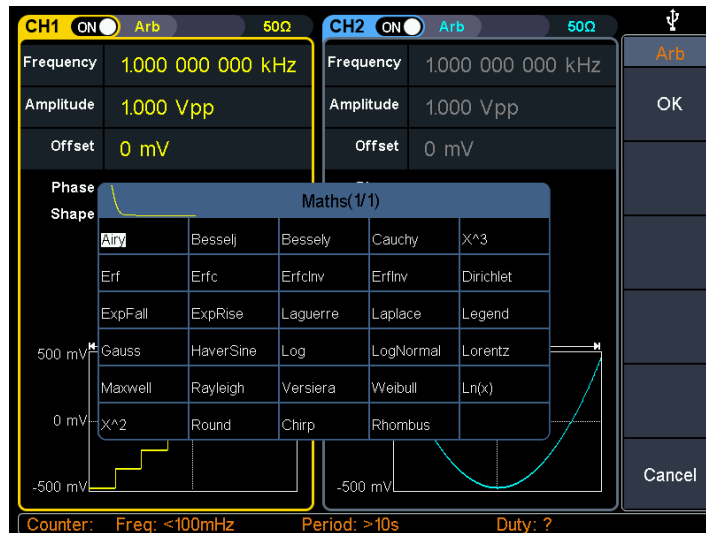 CH1 ON Arb 50Ω
CH2 ON Arb 50Ω
Frequency 1.000 000 000 kHz
Frequency 1.000 000 000 kHz
Arb
Amplitude 1.000 Vpp
Amplitude 1.000 Vpp
OK
Offset 0 mV
Offset 0 mV
Phase
Shape
Maths(1/1)
Airy Besselj Bessely Cauchy X^3
Erf Erfc ErfcInv ErfInv Dirichlet
ExpFall ExpRise Laguerre Laplace Legend
Gauss HaverSine Log LogNormal Lorentz
Maxwell Rayleigh Versiera Weibull Ln(x)
X^2 Round Chirp Rhombus
500 mV
0 mV
-500 mV
-500 mV
Cancel
Counter: Freq: <100mHz Period: >10s Duty: ?